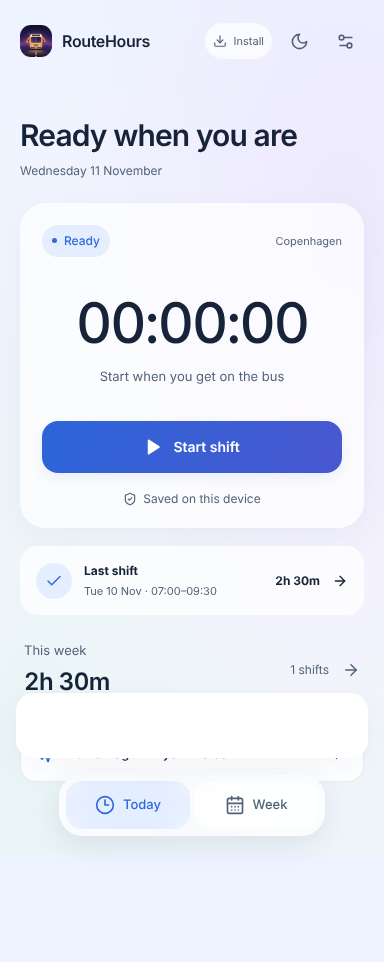 RouteHours
Install
Ready when you are
Wednesday 11 November
Ready
Copenhagen
00:00:00
Start when you get on the bus
Start shift
Saved on this device
Last shift
Tue 10 Nov · 07:00–09:30
2h 30m
This week
2h 30m
1 shifts
Today
Week